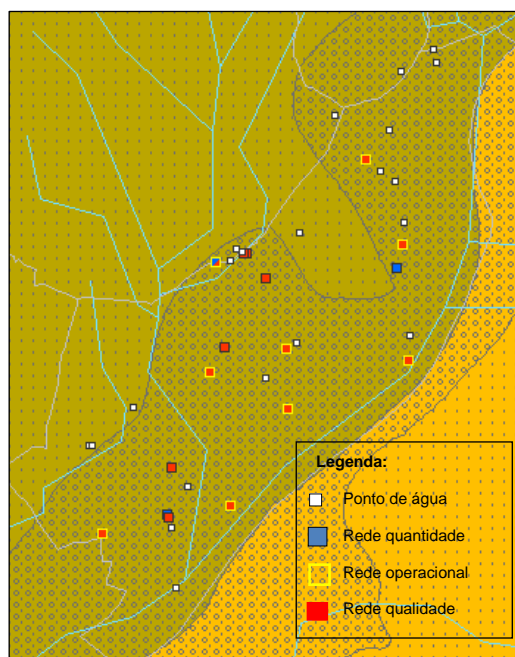 Legenda:
Ponto de água
Rede quantidade
Rede operacional
Rede qualidade